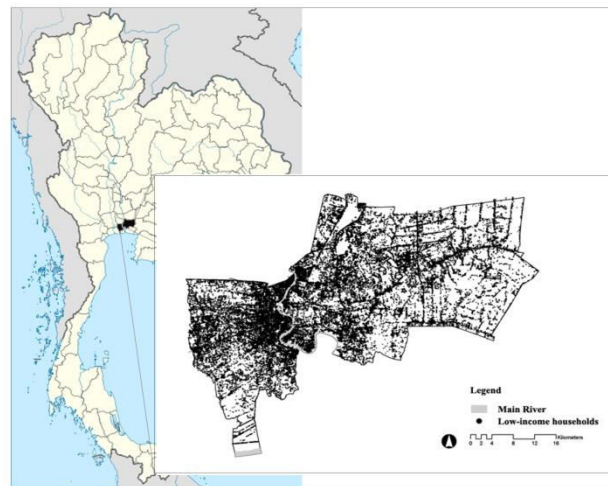 Legend
Main River
Low-income households
0 2 4 8 12 16
Kilometers